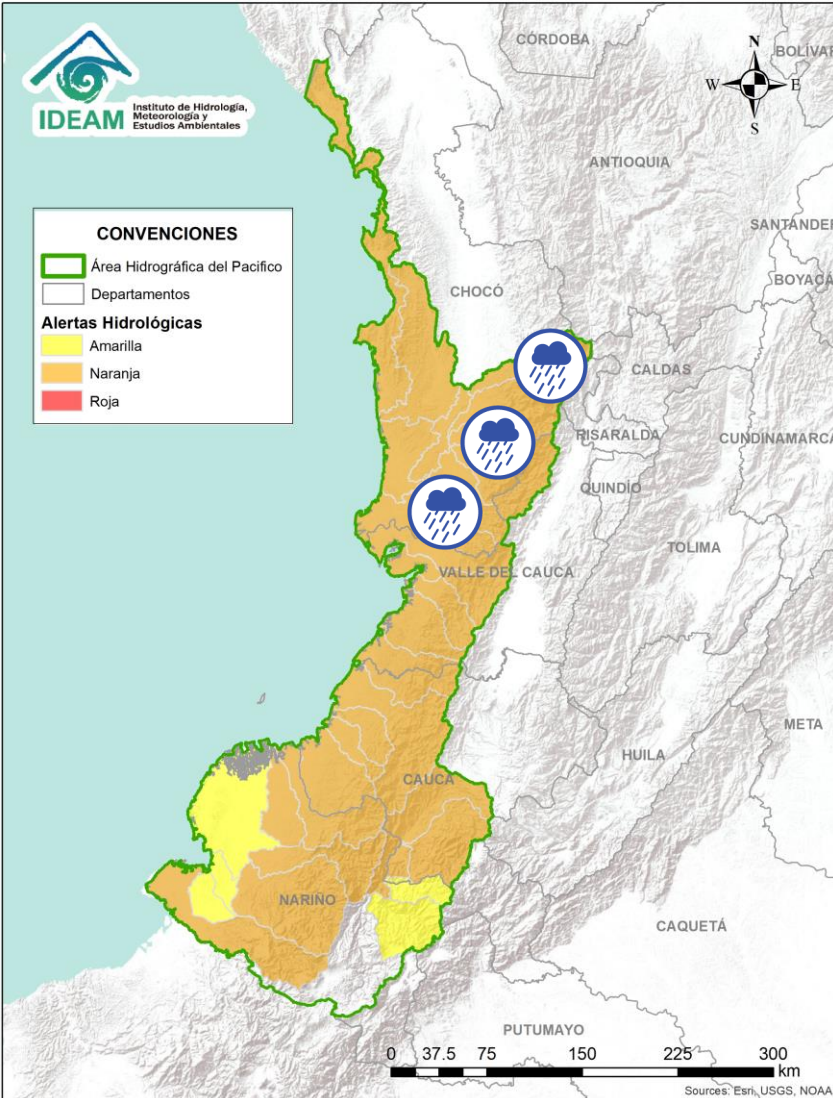 IDEAM
Instituto de Hidrología,
Meteorología y
Estudios Ambientales
CONVENCIONES
Área Hidrográfica del Pacifico
Departamentos
Alertas Hidrológicas
Amarilla
Naranja
Roja
N
W
E
S
CÓRDOBA
BOLÍVAR
ANTIOQUIA
SANTANDER
BOYACÁ
CHOCÓ
CALDAS
RISARALDA
CUNDINAMARCA
QUINDÍO
TOLIMA
VALLE DEL CAUCA
META
HUILA
CAUCA
NARIÑO
CAQUETÁ
PUTUMAYO
0 37.5 75 150 225 300
km
Sources: Esri, USGS, NOAA